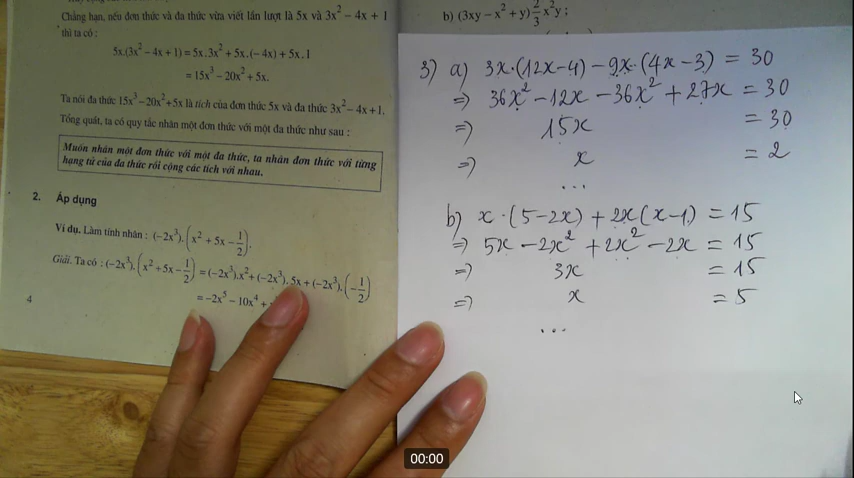 Chẳng hạn, nếu đơn thức và đa thức vừa viết lần lượt là 5x và 3x² − 4x + 1
thì ta có :
5x.(3x² − 4x + 1) = 5x.3x² + 5x.(−4x) + 5x.1
= 15x³ − 20x² + 5x.
Ta nói đa thức 15x³ − 20x² + 5x là tích của đơn thức 5x và đa thức 3x² − 4x + 1.
Tổng quát, ta có quy tắc nhân một đơn thức với một đa thức như sau :
Muốn nhân một đơn thức với một đa thức, ta nhân đơn thức với từng
hạng tử của đa thức rồi cộng các tích với nhau.
2. Áp dụng
Ví dụ. Làm tính nhân : (−2x³).(x² + 5x − 1/2).
Giải. Ta có : (−2x³).(x² + 5x − 1/2) = (−2x³).x² + (−2x³).5x + (−2x³).(−1/2)
= −2x⁵ − 10x⁴ +
4
b) (3xy − x² + y) 2/3 x²y ;
3) a) 3x.(12x−4) − 9x.(4x−3) = 30
=> 36x² − 12x − 36x² + 27x = 30
=> 15x = 30
=> x = 2
...
b) x.(5−2x) + 2x(x−1) = 15
=> 5x − 2x² + 2x² − 2x = 15
=> 3x = 15
=> x = 5
...
00:00